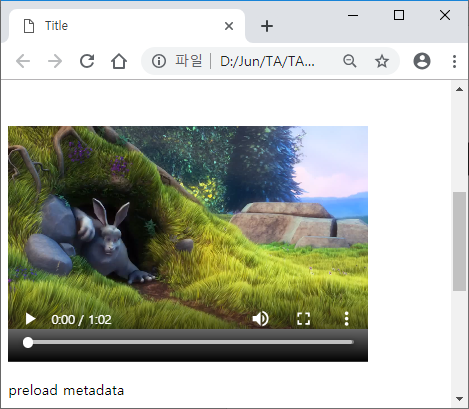 Title
파일 | D:/Jun/TA/TA...
0:00 / 1:02
preload metadata